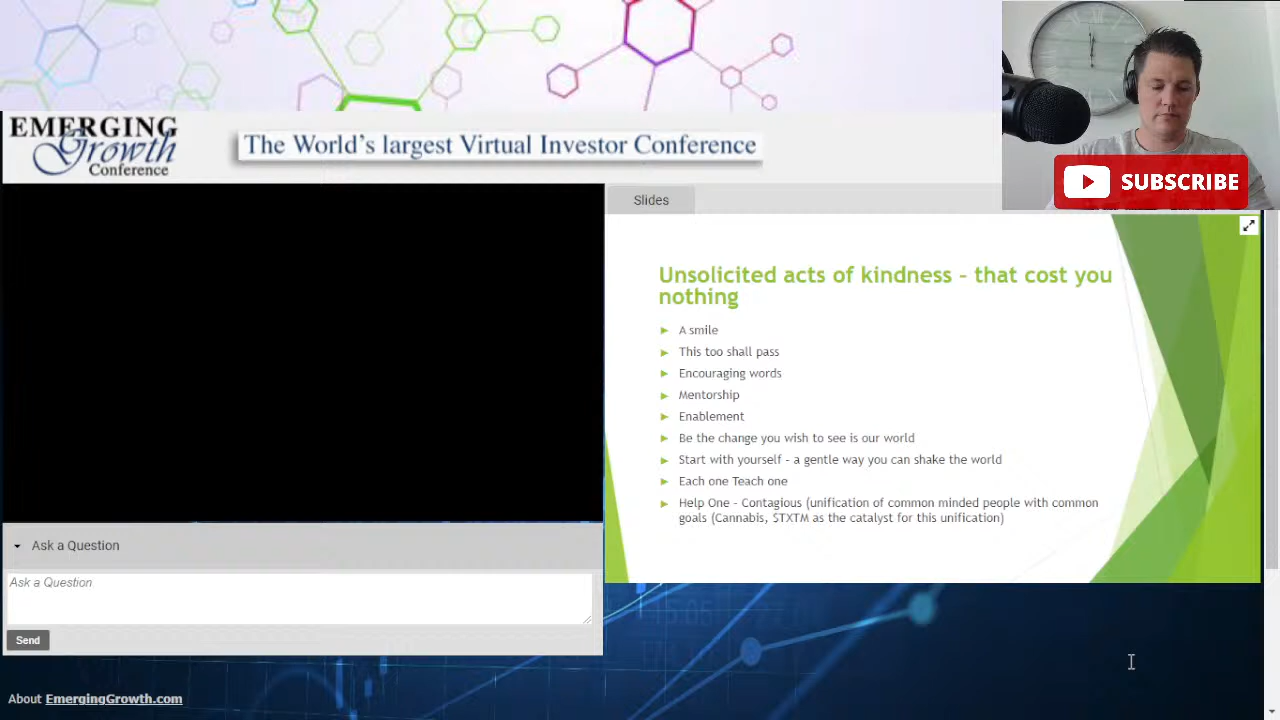 EMERGING
Growth
Conference
The World's largest Virtual Investor Conference
SUBSCRIBE
Slides
Unsolicited acts of kindness – that cost you
nothing
A smile
This too shall pass
Encouraging words
Mentorship
Enablement
Be the change you wish to see is our world
Start with yourself – a gentle way you can shake the world
Each one Teach one
Help One – Contagious (unification of common minded people with common
goals (Cannabis, $TXTM as the catalyst for this unification)
Ask a Question
Ask a Question
Send
About EmergingGrowth.com